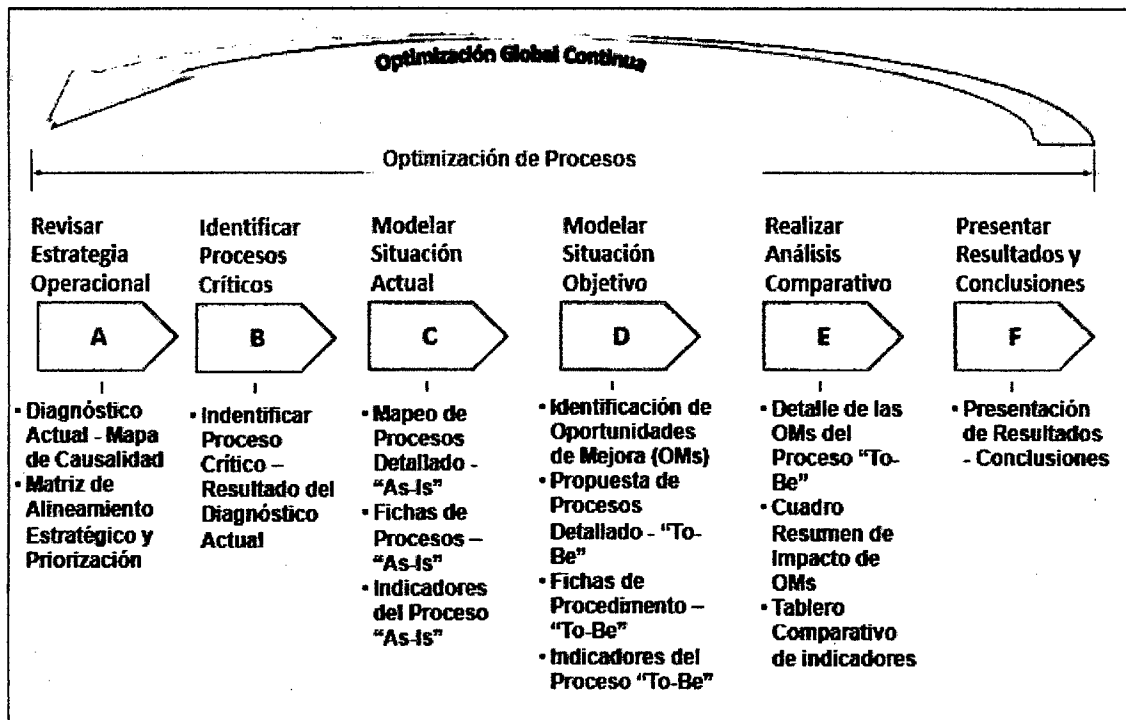 Optimización Global Continua
Optimización de Procesos
Revisar
Estrategia
Operacional
A
• Diagnóstico
Actual - Mapa
de Causalidad
• Matriz de
Alineamiento
Estratégico y
Priorización
Identificar
Procesos
Críticos
B
• Indentificar
Proceso
Crítico –
Resultado del
Diagnóstico
Actual
Modelar
Situación
Actual
C
• Mapeo de
Procesos
Detallado -
“As-Is”
• Fichas de
Procesos –
“As-Is”
• Indicadores
del Proceso
“As-Is”
Modelar
Situación
Objetivo
D
• Identificación de
Oportunidades
de Mejora (OMs)
• Propuesta de
Procesos
Detallado - “To-
Be”
• Fichas de
Procedimento –
“To-Be”
• Indicadores del
Proceso “To-Be”
Realizar
Análisis
Comparativo
E
• Detalle de las
OMs del
Proceso “To-
Be”
• Cuadro
Resumen de
Impacto de
OMs
• Tablero
Comparativo
de indicadores
Presentar
Resultados y
Conclusiones
F
• Presentación
de Resultados
- Conclusiones